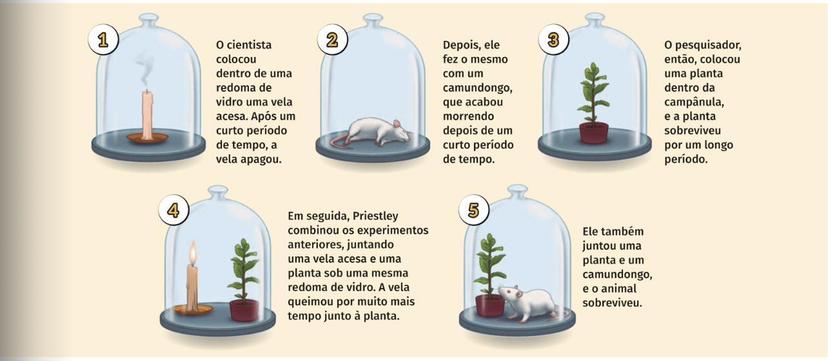 1
O cientista
colocou
dentro de uma
redoma de
vidro uma vela
acesa. Após um
curto período
de tempo, a
vela apagou.
2
Depois, ele
fez o mesmo
com um
camundongo,
que acabou
morrendo
depois de um
curto período
de tempo.
3
O pesquisador,
então, colocou
uma planta
dentro da
campânula,
e a planta
sobreviveu
por um longo
período.
4
Em seguida, Priestley
combinou os experimentos
anteriores, juntando
uma vela acesa e uma
planta sob uma mesma
redoma de vidro. A vela
queimou por muito mais
tempo junto à planta.
5
Ele também
juntou uma
planta e um
camundongo,
e o animal
sobreviveu.